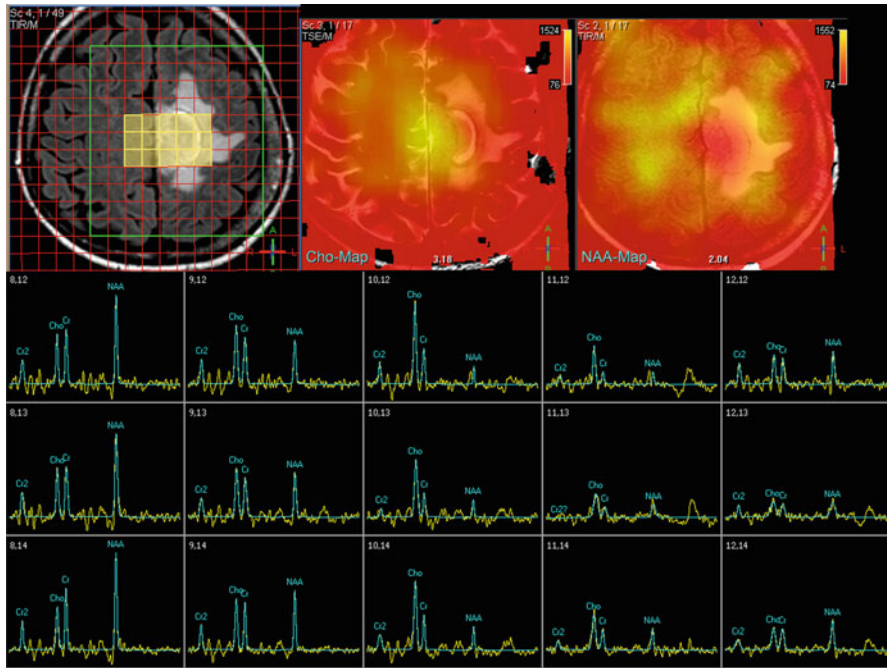 Sc 4, 1 / 49
TIR/M
A
L
Sc 3, 1 / 17
TSE/M
1524
76
A
Cho-Map
3.18
Sc 2, 1 / 17
TIR/M
1552
74
A
L
NAA-Map
2.04
8,12
Cr2
Cho
Cr
NAA
9,12
Cr2
Cho
Cr
NAA
10,12
Cr2
Cho
Cr
NAA
11,12
Cr2
Cho
Cr
NAA
12,12
Cr2
Cho
Cr
NAA
8,13
Cr2
Cho
Cr
NAA
9,13
Cr2
Cho
Cr
NAA
10,13
Cr2
Cho
Cr
NAA
11,13
Cr2?
Cho
Cr
NAA
12,13
Cr2
Cho
Cr
NAA
8,14
Cr2
Cho
Cr
NAA
9,14
Cr2
Cho
Cr
NAA
10,14
Cr2
Cho
Cr
NAA
11,14
Cr2
Cho
Cr
NAA
12,14
Cr2
Cho
Cr
NAA